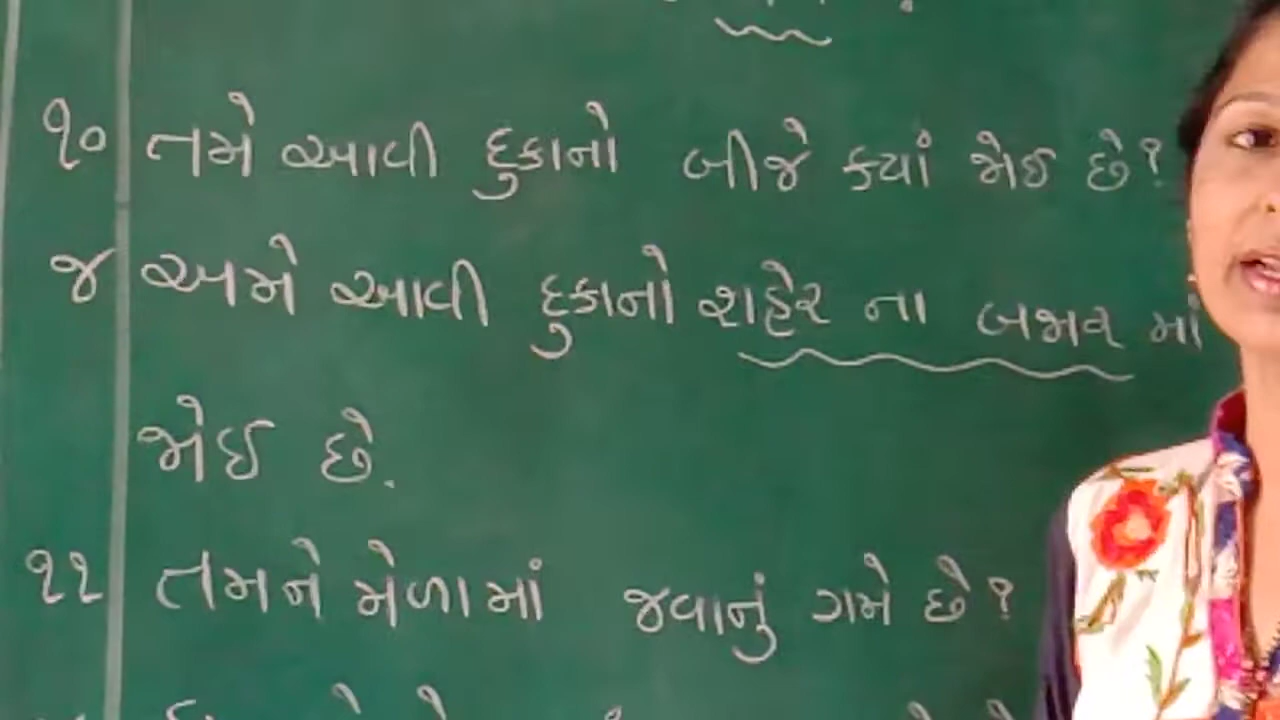 ૧૦ તમે આવી દુકાનો બીજે ક્યાં જોઈ છે?
જ અમે આવી દુકાનો શહેર ના બજાર માં
જોઈ છે.
૧૧ તમને મેળામાં જવાનું ગમે છે?